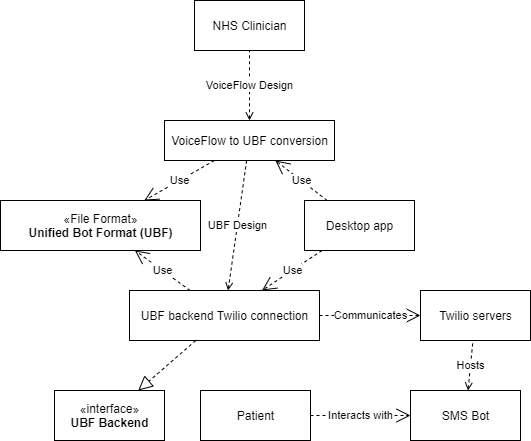 NHS Clinician
VoiceFlow Design
VoiceFlow to UBF conversion
Use
Use
«File Format»
Unified Bot Format (UBF)
UBF Design
Desktop app
Use
Use
UBF backend Twilio connection
Communicates
Twilio servers
Hosts
«interface»
UBF Backend
Patient
Interacts with
SMS Bot